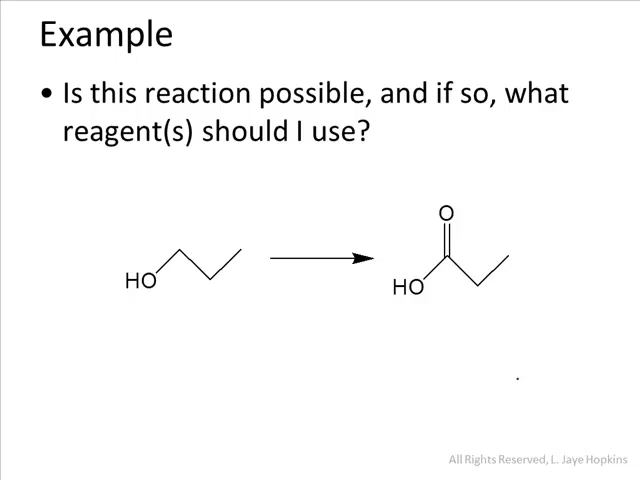 Example
• Is this reaction possible, and if so, what
reagent(s) should I use?
O
HO
HO
All Rights Reserved, L. Jaye Hopkins